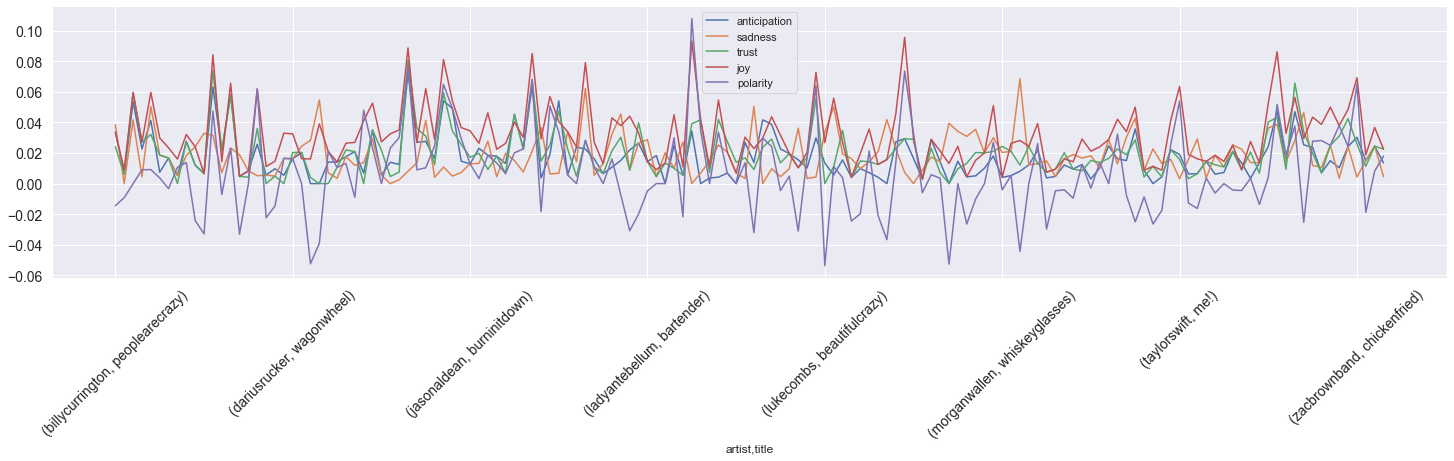 0.10
0.08
0.06
0.04
0.02
0.00
−0.02
−0.04
−0.06
anticipation
sadness
trust
joy
polarity
(billycurrington, peoplearecrazy)
(dariusrucker, wagonwheel)
(jasonaldean, burninitdown)
(ladyantebellum, bartender)
(lukecombs, beautifulcrazy)
(morganwallen, whiskeyglasses)
(taylorswift, me!)
(zacbrownband, chickenfried)
artist,title